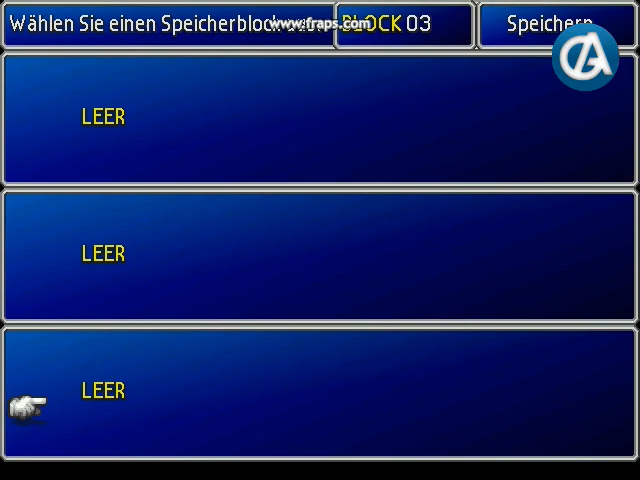 Wählen Sie einen Speicherblock
www.fraps.com
BLOCK 03
Speichern
LEER
LEER
LEER